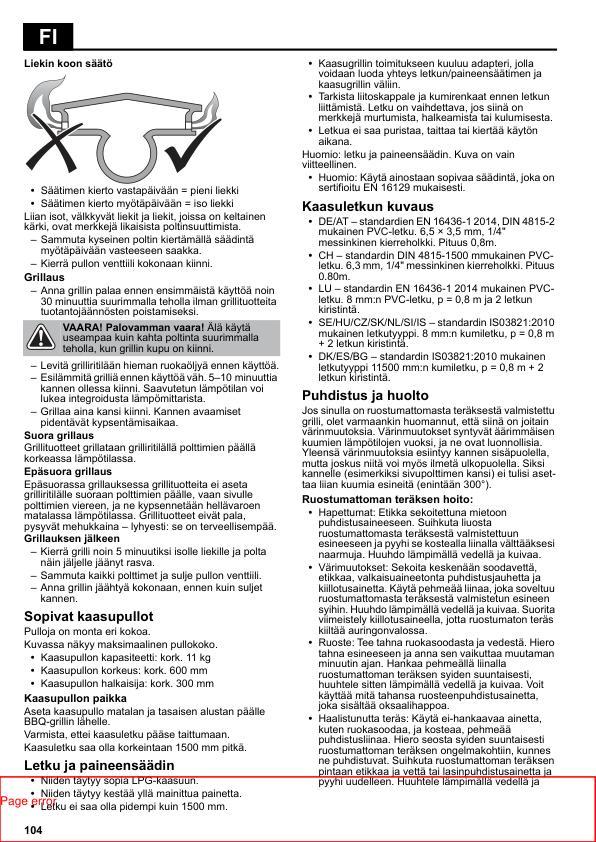 FI
Liekin koon säätö
• Säätimen kierto vastapäivään = pieni liekki
• Säätimen kierto myötäpäivään = iso liekki
Liian isot, välkkyvät liekit ja liekit, joissa on keltainen
kärki, ovat merkkejä likaisista poltinsuuttimista.
– Sammuta kyseinen poltin kiertämällä säädintä
myötäpäivään vasteeseen saakka.
– Kierrä pullon venttiili kokonaan kiinni.
Grillaus
– Anna grillin palaa ennen ensimmäistä käyttöä noin
30 minuuttia suurimmalla teholla ilman grillituotteita
tuotantojäännösten poistamiseksi.
VAARA! Palovamman vaara! Älä käytä
useampaa kuin kahta poltinta suurimmalla
teholla, kun grillin kupu on kiinni.
– Levitä grilliritilään hieman ruokaöljyä ennen käyttöä.
– Esilämmitä grilliä ennen käyttöä väh. 5–10 minuuttia
kannen ollessa kiinni. Saavutetun lämpötilan voi
lukea integroidusta lämpömittarista.
– Grillaa aina kansi kiinni. Kannen avaamiset
pidentävät kypsentämisaikaa.
Suora grillaus
Grillituotteet grillataan grilliritilällä polttimien päällä
korkeassa lämpötilassa.
Epäsuora grillaus
Epäsuorassa grillauksessa grillituotteita ei aseta
grilliritilälle suoraan polttimien päälle, vaan sivulle
polttimien viereen, ja ne kypsennetään hellävaroen
matalassa lämpötilassa. Grillituotteet eivät pala,
pysyvät mehukkaina – lyhyesti: se on terveellisempää.
Grillauksen jälkeen
– Kierrä grilli noin 5 minuutiksi isolle liekille ja polta
näin jäljelle jäänyt rasva.
– Sammuta kaikki polttimet ja sulje pullon venttiili.
– Anna grillin jäähtyä kokonaan, ennen kuin suljet
kannen.
Sopivat kaasupullot
Pulloja on monta eri kokoa.
Kuvassa näkyy maksimaalinen pullokoko.
• Kaasupullon kapasiteetti: kork. 11 kg
• Kaasupullon korkeus: kork. 600 mm
• Kaasupullon halkaisija: kork. 300 mm
Kaasupullon paikka
Aseta kaasupullo matalan ja tasaisen alustan päälle
BBQ-grillin lähelle.
Varmista, ettei kaasuletku pääse taittumaan.
Kaasuletku saa olla korkeintaan 1500 mm pitkä.
Letku ja paineensäädin
• Niiden täytyy sopia LPG-kaasuun.
• Niiden täytyy kestää yllä mainittua painetta.
• Letku ei saa olla pidempi kuin 1500 mm.
• Kaasugrillin toimitukseen kuuluu adapteri, jolla
voidaan luoda yhteys letkun/paineensäätimen ja
kaasugrillin väliin.
• Tarkista liitoskappale ja kumirenkaat ennen letkun
liittämistä. Letku on vaihdettava, jos siinä on
merkkejä murtumista, halkeamista tai kulumisesta.
• Letkua ei saa puristaa, taittaa tai kiertää käytön
aikana.
Huomio: letku ja paineensäädin. Kuva on vain
viitteellinen.
• Huomio: Käytä ainostaan sopivaa säädintä, joka on
sertifioitu EN 16129 mukaisesti.
Kaasuletkun kuvaus
• DE/AT – standardien EN 16436-1 2014, DIN 4815-2
mukainen PVC-letku. 6,5 × 3,5 mm, 1/4"
messinkinen kierreholkki. Pituus 0,8m.
• CH – standardin DIN 4815-1500 mmukainen PVC-
letku. 6,3 mm, 1/4" messinkinen kierreholkki. Pituus
0.80m.
• LU – standardin EN 16436-1 2014 mukainen PVC-
letku. 8 mm:n PVC-letku, p = 0,8 m ja 2 letkun
kiristintä.
• SE/HU/CZ/SK/NL/SI/IS – standardin IS03821:2010
mukainen letkutyyppi. 8 mm:n kumiletku, p = 0,8 m
+ 2 letkun kiristintä.
• DK/ES/BG – standardin IS03821:2010 mukainen
letkutyyppi 11500 mm:n kumiletku, p = 0,8 m + 2
letkun kiristintä.
Puhdistus ja huolto
Jos sinulla on ruostumattomasta teräksestä valmistettu
grilli, olet varmaankin huomannut, että siinä on joitain
värinmuutoksia. Värinmuutokset syntyvät äärimmäisen
kuumien lämpötilojen vuoksi, ja ne ovat luonnollisia.
Yleensä värinmuutoksia esiintyy kannen sisäpuolella,
mutta joskus niitä voi myös ilmetä ulkopuolella. Siksi
kannelle (esimerkiksi sivupolttimen kansi) ei tulisi aset-
taa liian kuumia esineitä (enintään 300°).
Ruostumattoman teräksen hoito:
• Hapettumat: Etikka sekoitettuna mietoon
puhdistusaineeseen. Suihkuta liuosta
ruostumattomasta teräksestä valmistettuun
esineeseen ja pyyhi se kostealla liinalla välttääksesi
naarmuja. Huuhdo lämpimällä vedellä ja kuivaa.
• Värimuutokset: Sekoita keskenään soodavettä,
etikkaa, valkaisuaineetonta puhdistusjauhetta ja
kiillotusainetta. Käytä pehmeää liinaa, joka soveltuu
ruostumattomasta teräksestä valmistetun esineen
syihin. Huuhdo lämpimällä vedellä ja kuivaa. Suorita
viimeistely kiillotusaineella, jotta ruostumaton teräs
kiiltää auringonvalossa.
• Ruoste: Tee tahna ruokasoodasta ja vedestä. Hiero
tahna esineeseen ja anna sen vaikuttaa muutaman
minuutin ajan. Hankaa pehmeällä liinalla
ruostumattoman teräksen syiden suuntaisesti,
huuhtele sitten lämpimällä vedellä ja kuivaa. Voit
käyttää mitä tahansa ruosteenpuhdistusainetta,
joka sisältää oksaalihappoa.
• Haalistunutta teräs: Käytä ei-hankaavaa ainetta,
kuten ruokasoodaa, ja kosteaa, pehmeää
puhdistusliinaa. Hiero seosta syiden suuntaisesti
ruostumattoman teräksen ongelmakohtiin, kunnes
ne puhdistuvat. Suihkuta ruostumattoman teräksen
pintaan etikkaa ja vettä tai lasinpuhdistusainetta ja
pyyhi uudelleen. Huuhtele lämpimällä vedellä ja
Page error
104